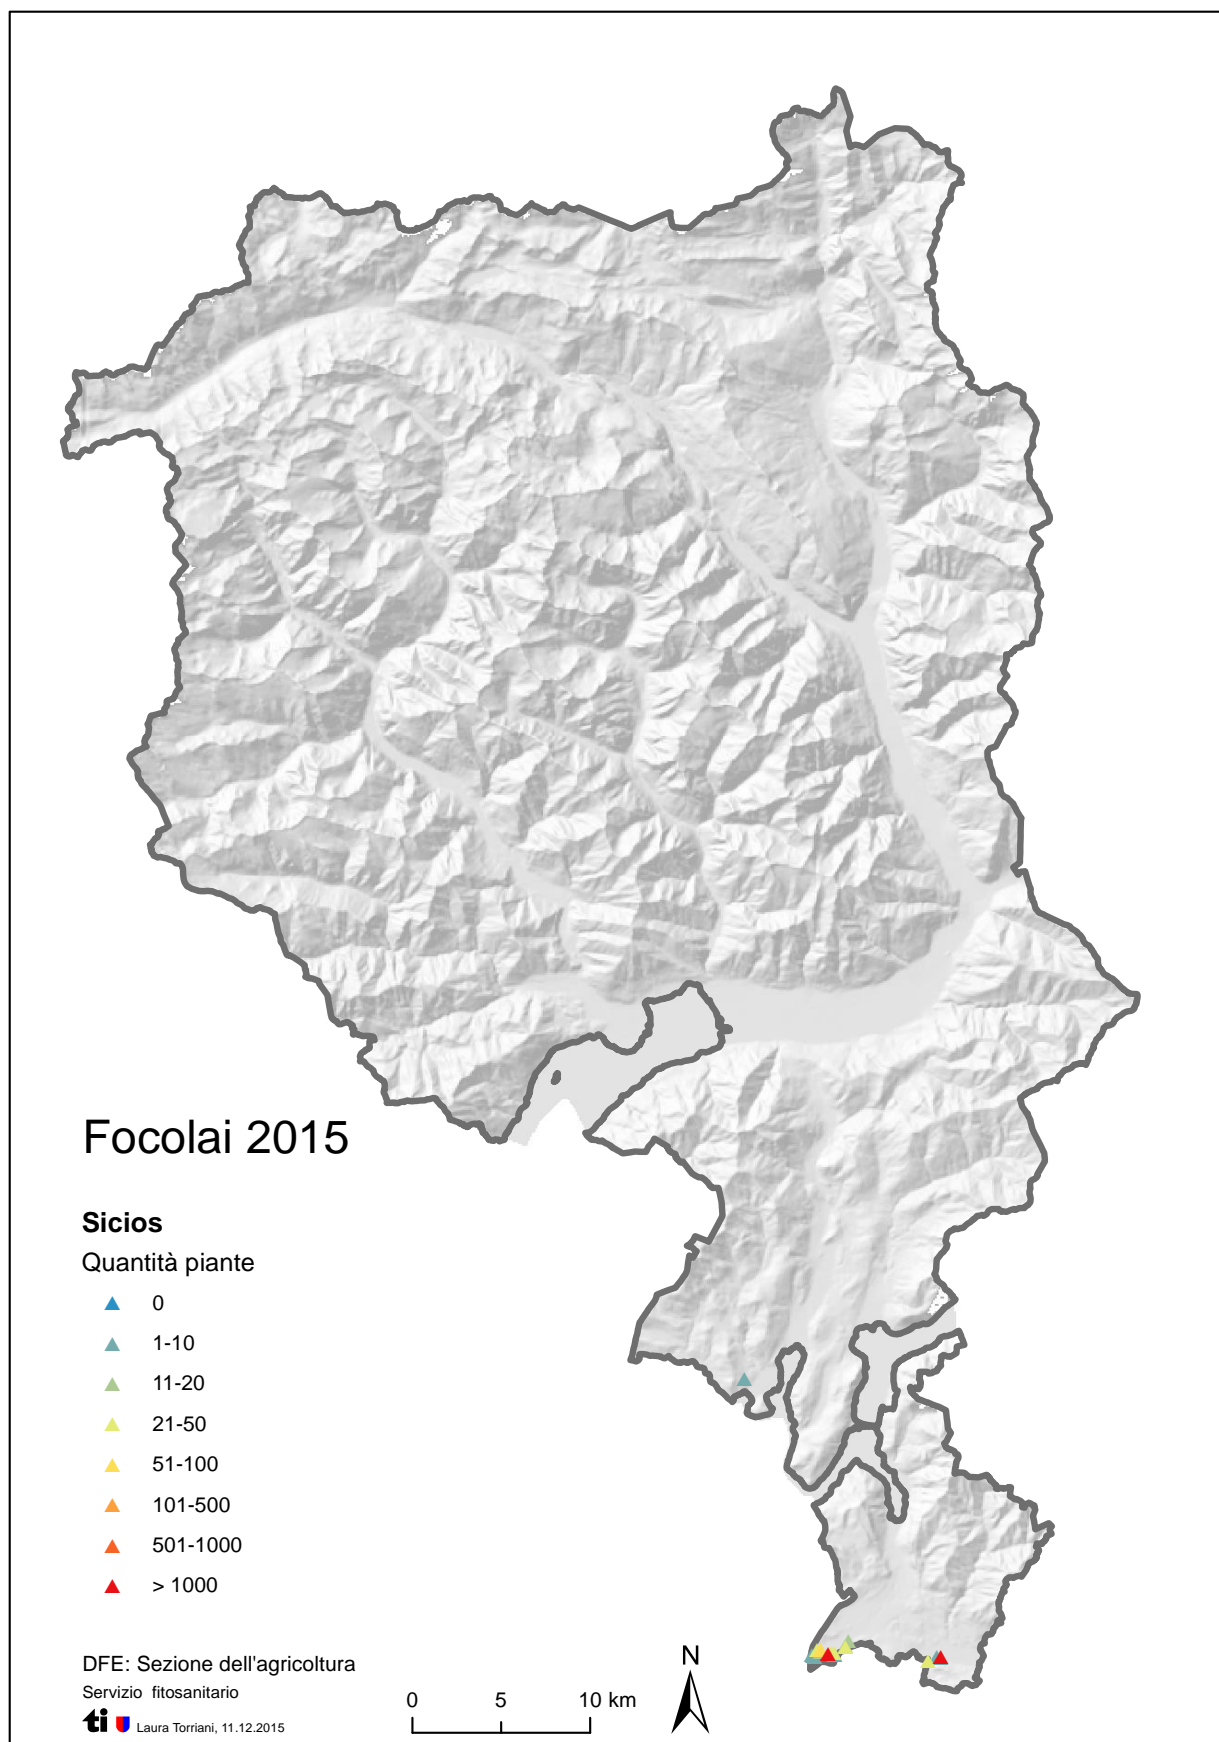 Focolai 2015
Sicios
Quantità piante
0
1-10
11-20
21-50
51-100
101-500
501-1000
> 1000
DFE: Sezione dell'agricoltura
Servizio fitosanitario
ti Laura Torriani, 11.12.2015
0 5 10 km
N